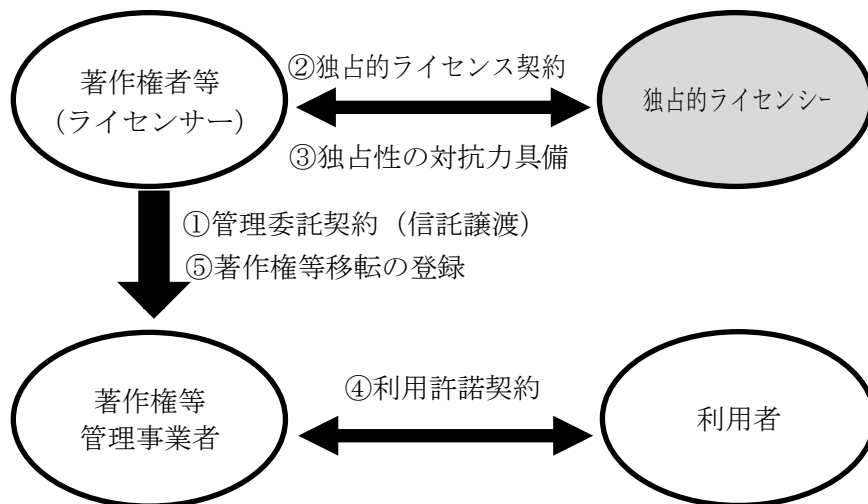 著作権者等
（ライセンサー）
②独占的ライセンス契約
独占的ライセンシー
③独占性の対抗力具備
①管理委託契約（信託譲渡）
⑤著作権等移転の登録
著作権等
管理事業者
④利用許諾契約
利用者